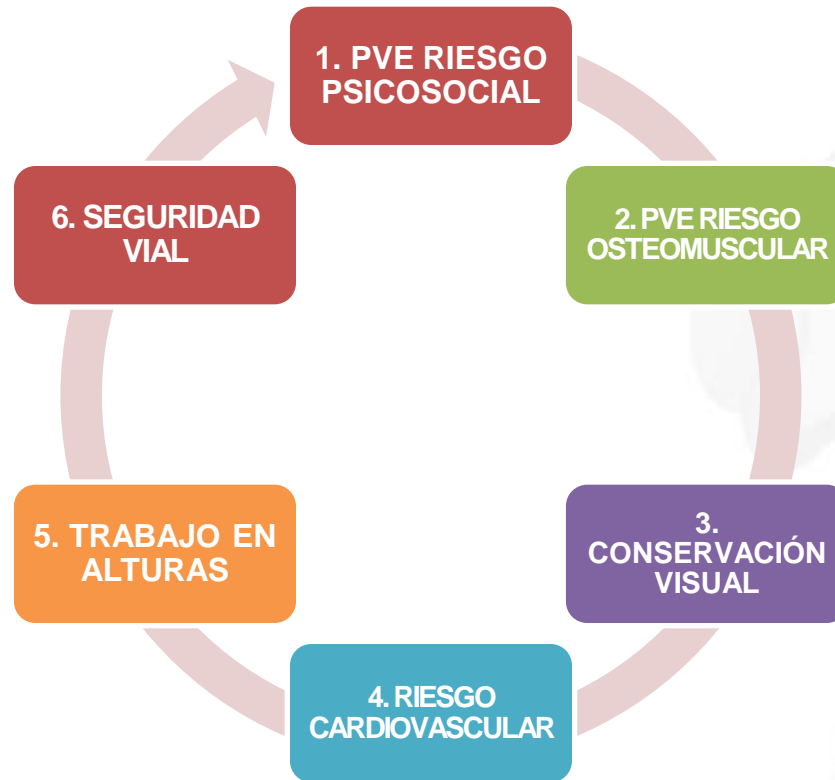 1. PVE RIESGO
PSICOSOCIAL
2. PVE RIESGO
OSTEOMUSCULAR
3.
CONSERVACIÓN
VISUAL
4. RIESGO
CARDIOVASCULAR
5. TRABAJO EN
ALTURAS
6. SEGURIDAD
VIAL